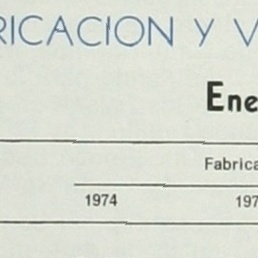 RICACION Y V
Ene
Fabrica
1974 197